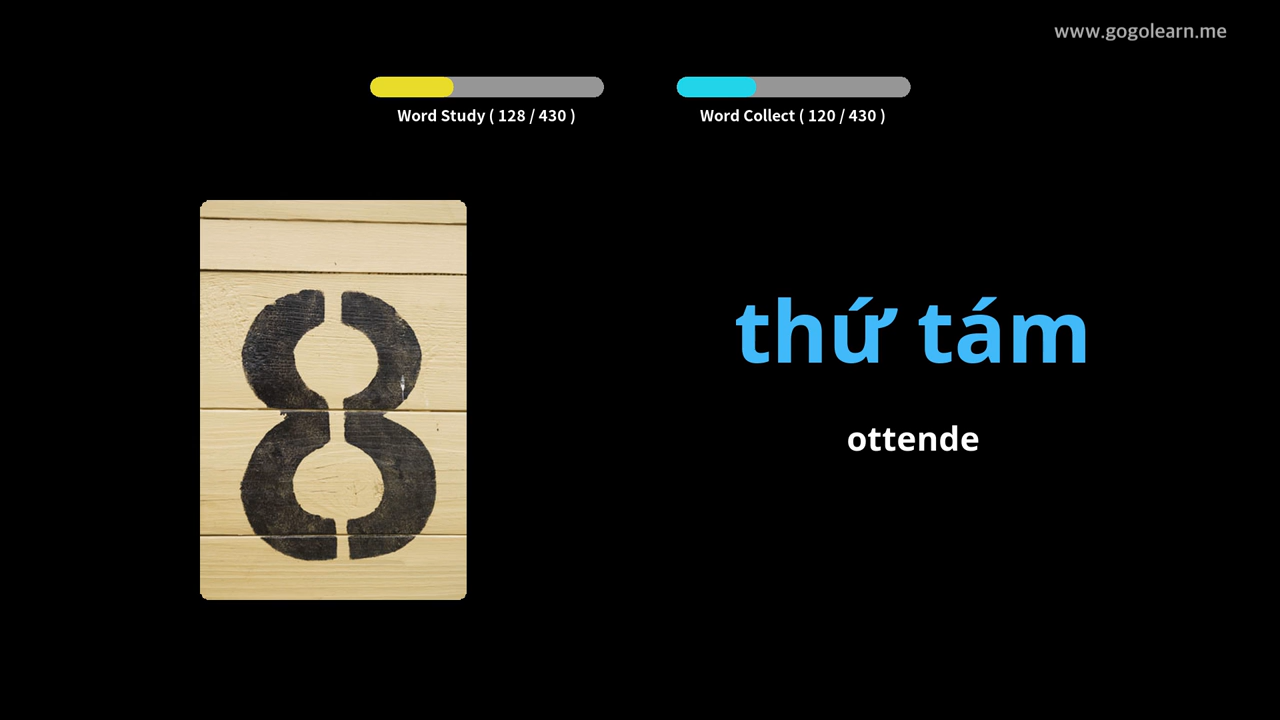 www.gogolearn.me
Word Study ( 128 / 430 )
Word Collect ( 120 / 430 )
8
thứ tám
ottende